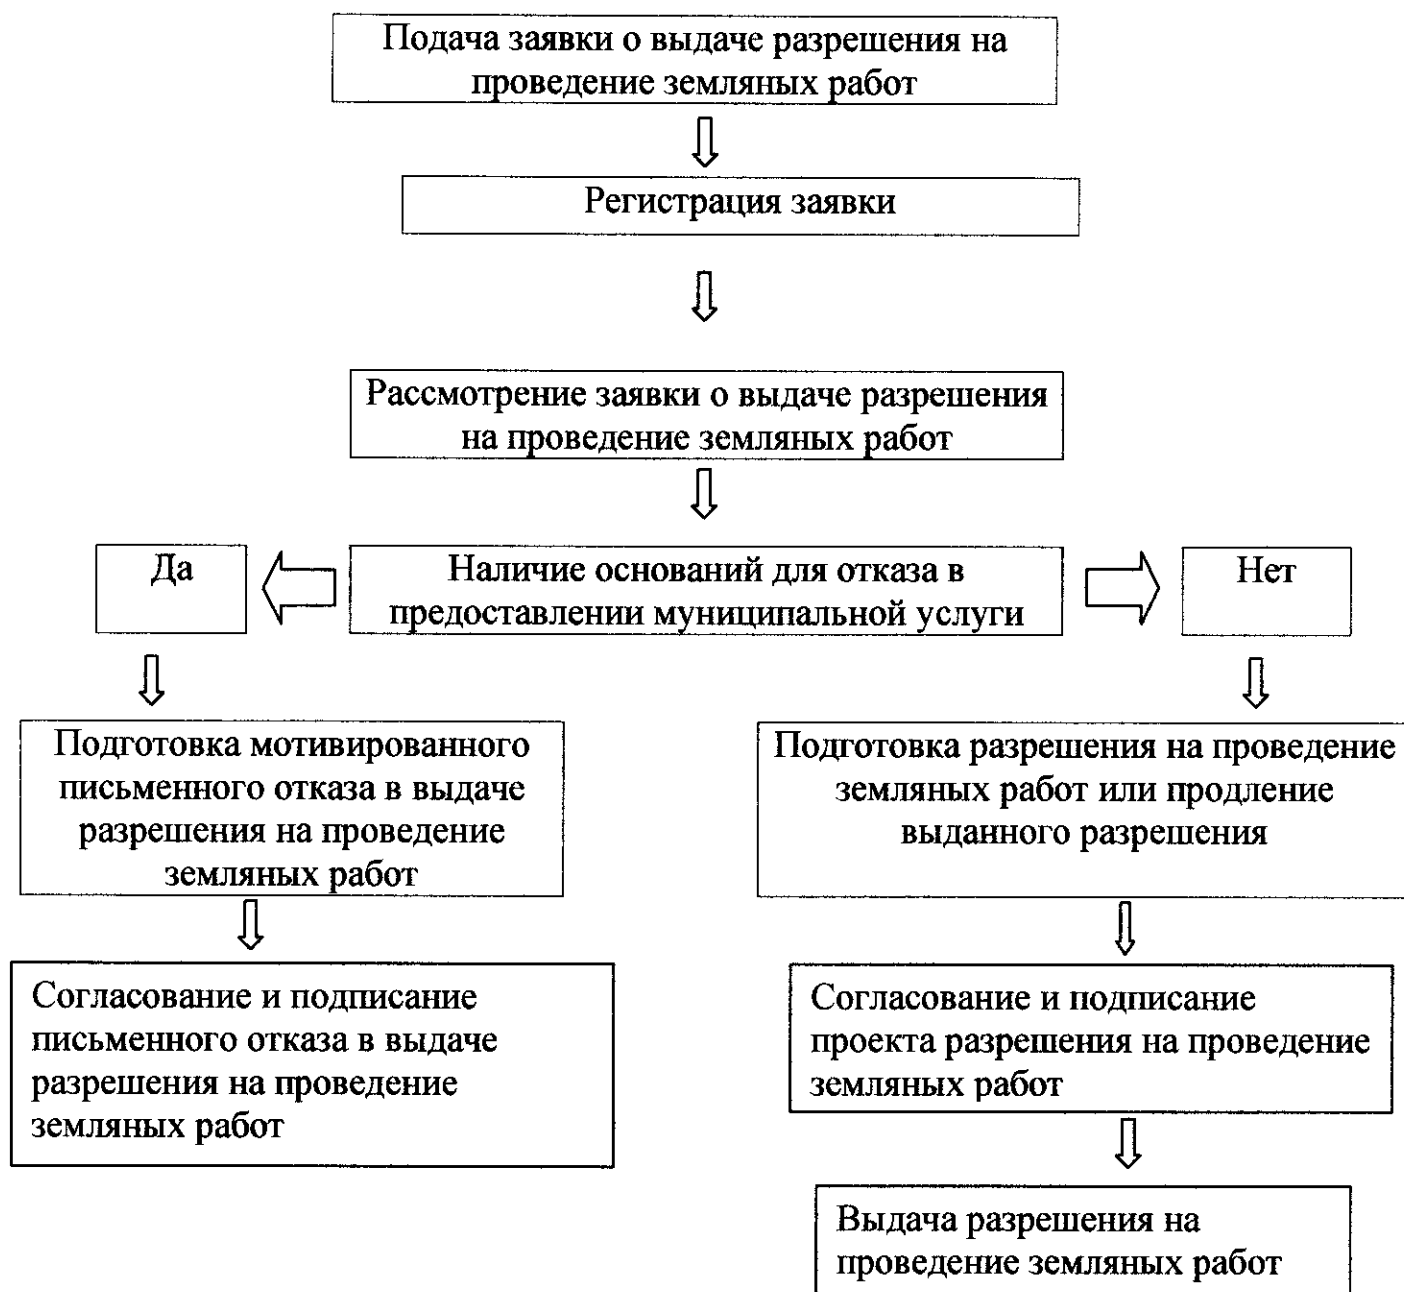 Подача заявки о выдаче разрешения на
проведение земляных работ
Регистрация заявки
Рассмотрение заявки о выдаче разрешения
на проведение земляных работ
Да
Наличие оснований для отказа в
предоставлении муниципальной услуги
Нет
Подготовка мотивированного
письменного отказа в выдаче
разрешения на проведение
земляных работ
Подготовка разрешения на проведение
земляных работ или продление
выданного разрешения
Согласование и подписание
письменного отказа в выдаче
разрешения на проведение
земляных работ
Согласование и подписание
проекта разрешения на проведение
земляных работ
Выдача разрешения на
проведение земляных работ